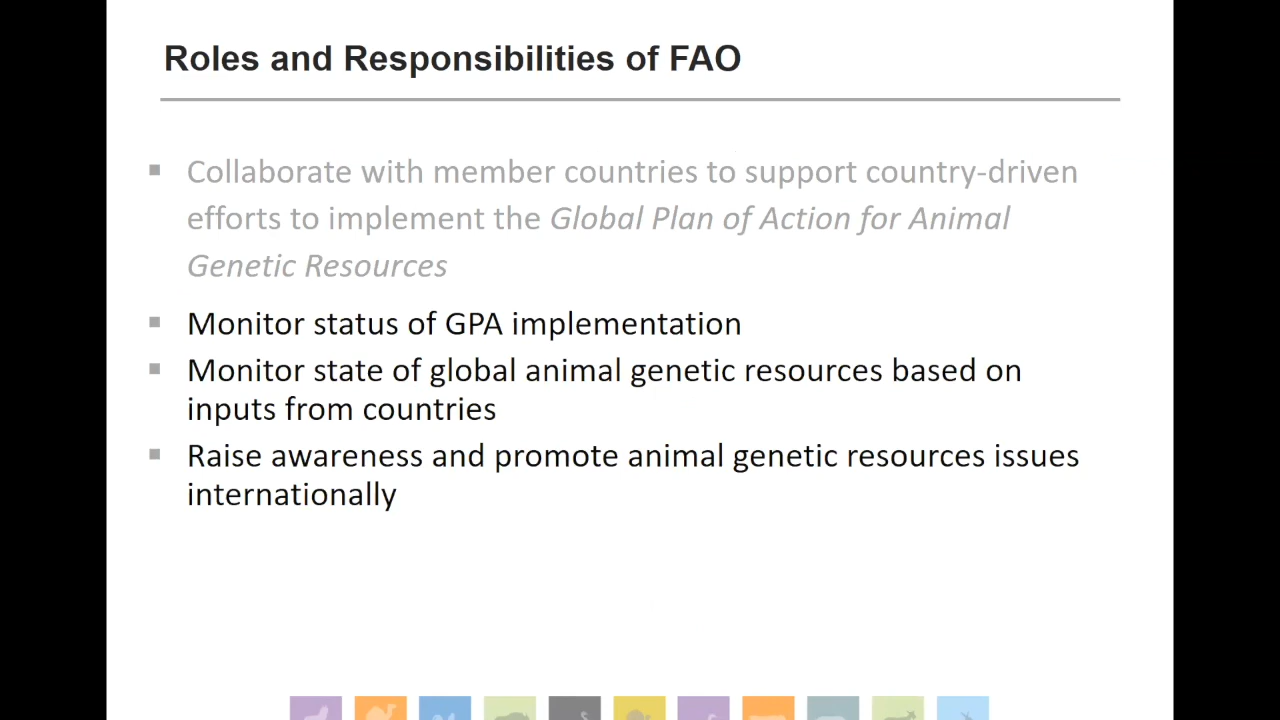 Roles and Responsibilities of FAO
Collaborate with member countries to support country-driven
efforts to implement the Global Plan of Action for Animal
Genetic Resources
Monitor status of GPA implementation
Monitor state of global animal genetic resources based on
inputs from countries
Raise awareness and promote animal genetic resources issues
internationally